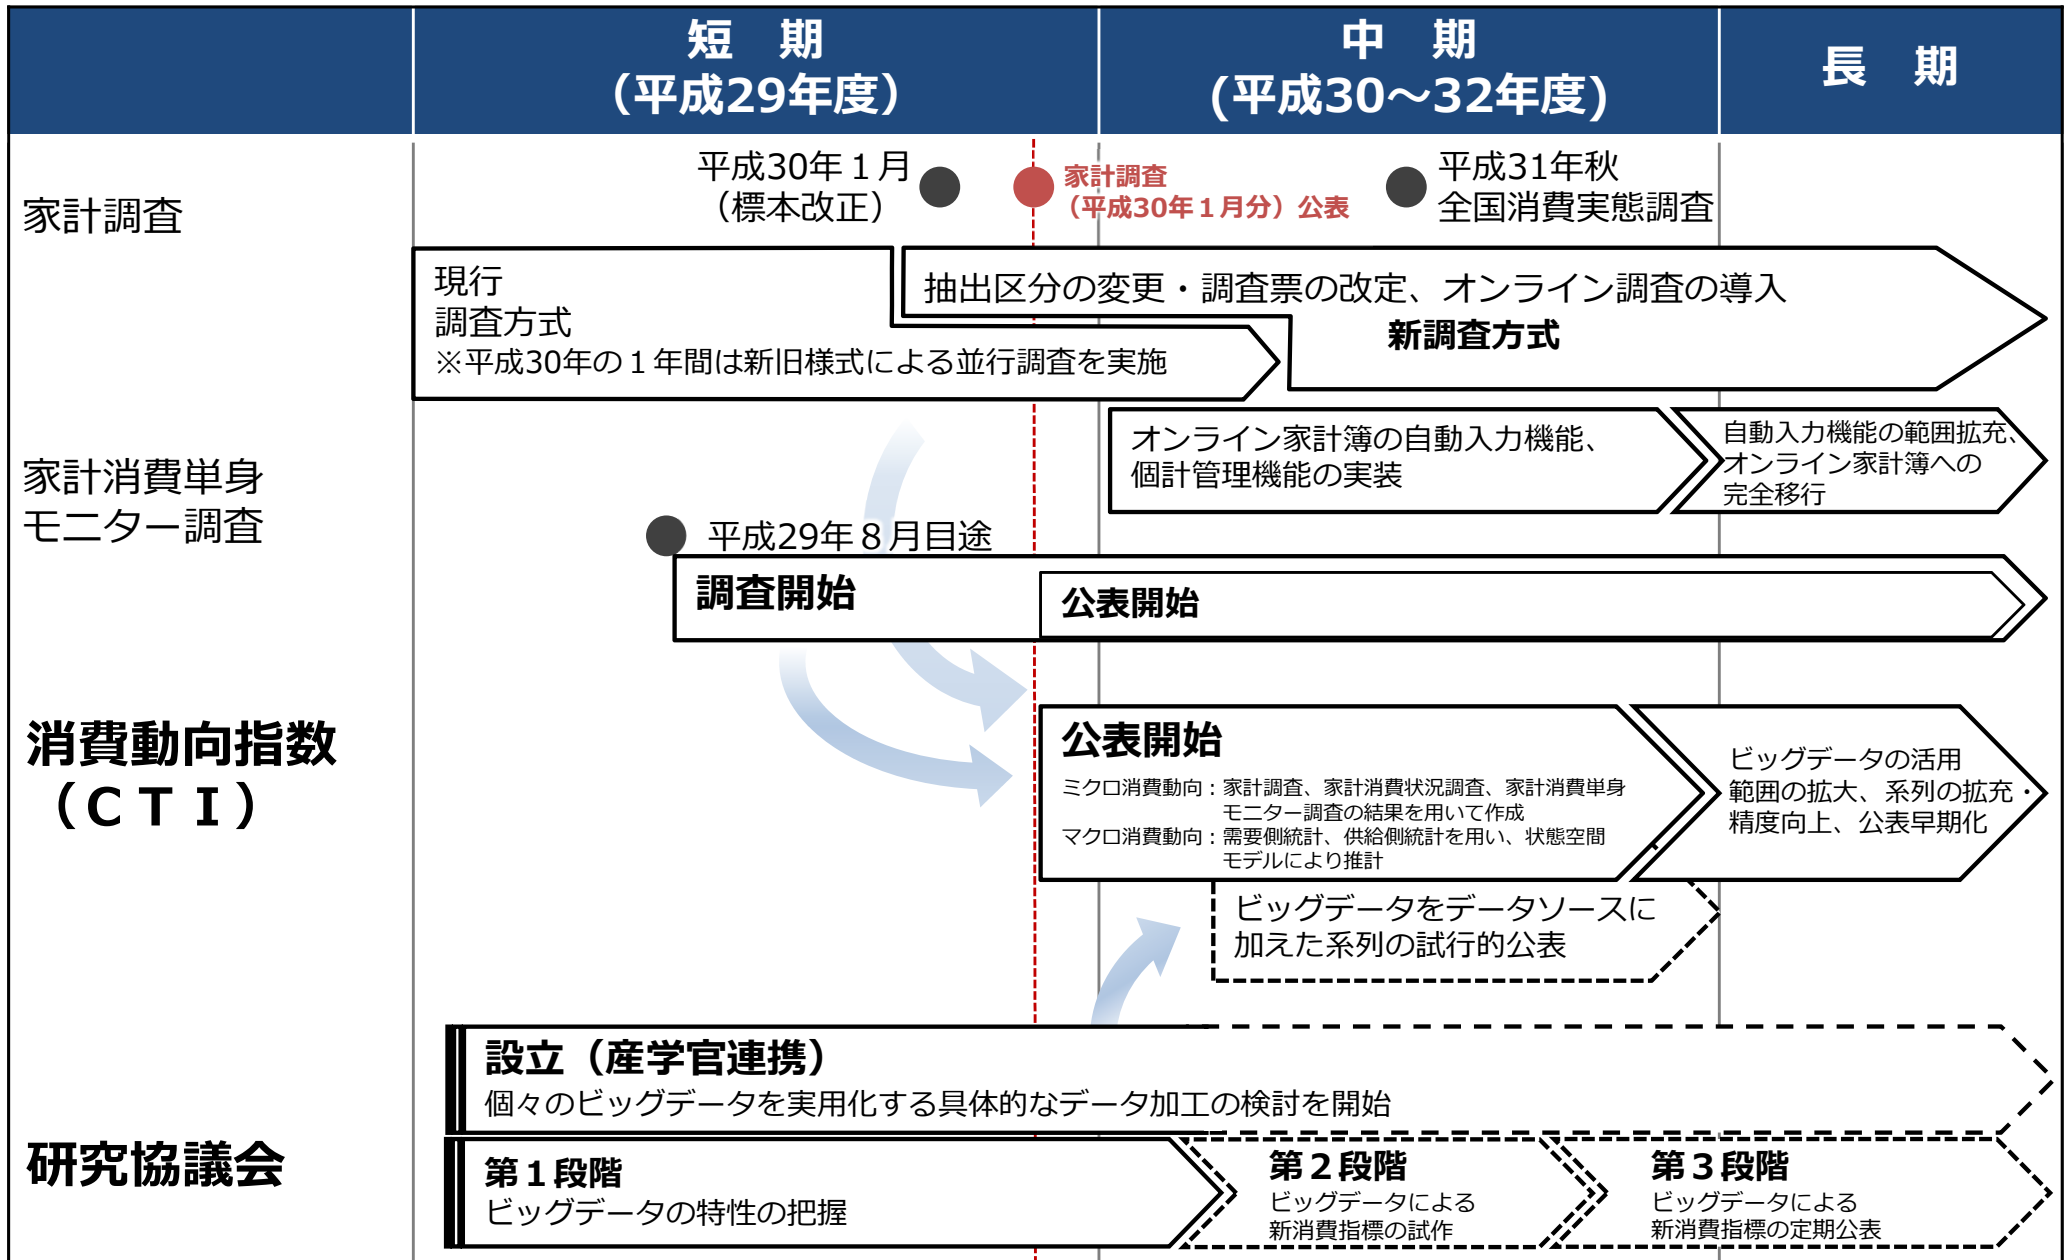 短　期
（平成29年度）
中　期
(平成30～32年度)
長　期
家計調査
平成30年１月
（標本改正）
家計調査
（平成30年１月分）公表
平成31年秋
全国消費実態調査
現行
調査方式
※平成30年の１年間は新旧様式による並行調査を実施
抽出区分の変更・調査票の改定、オンライン調査の導入
新調査方式
家計消費単身
モニター調査
オンライン家計簿の自動入力機能、
個計管理機能の実装
自動入力機能の範囲拡充、
オンライン家計簿への
完全移行
平成29年８月目途
調査開始
公表開始
消費動向指数
（ＣＴＩ）
公表開始
ミクロ消費動向：家計調査、家計消費状況調査、家計消費単身
モニター調査の結果を用いて作成
マクロ消費動向：需要側統計、供給側統計を用い、状態空間
モデルにより推計
ビッグデータの活用
範囲の拡大、系列の拡充・
精度向上、公表早期化
ビッグデータをデータソースに
加えた系列の試行的公表
研究協議会
設立（産学官連携）
個々のビッグデータを実用化する具体的なデータ加工の検討を開始
第１段階
ビッグデータの特性の把握
第２段階
ビッグデータによる
新消費指標の試作
第３段階
ビッグデータによる
新消費指標の定期公表